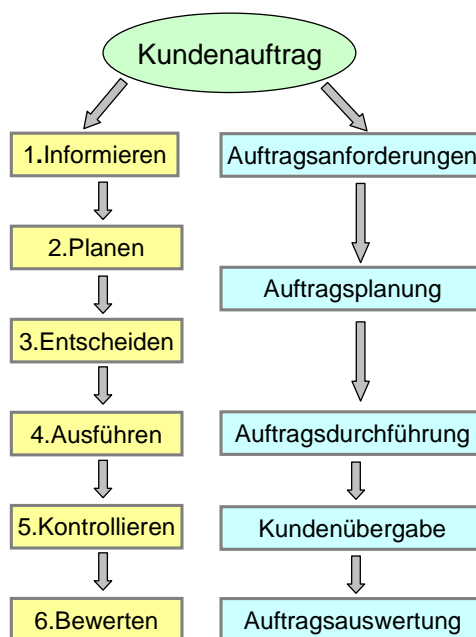 Kundenauftrag
1.Informieren
Auftragsanforderungen
2.Planen
Auftragsplanung
3.Entscheiden
4.Ausführen
Auftragsdurchführung
5.Kontrollieren
Kundenübergabe
6.Bewerten
Auftragsauswertung